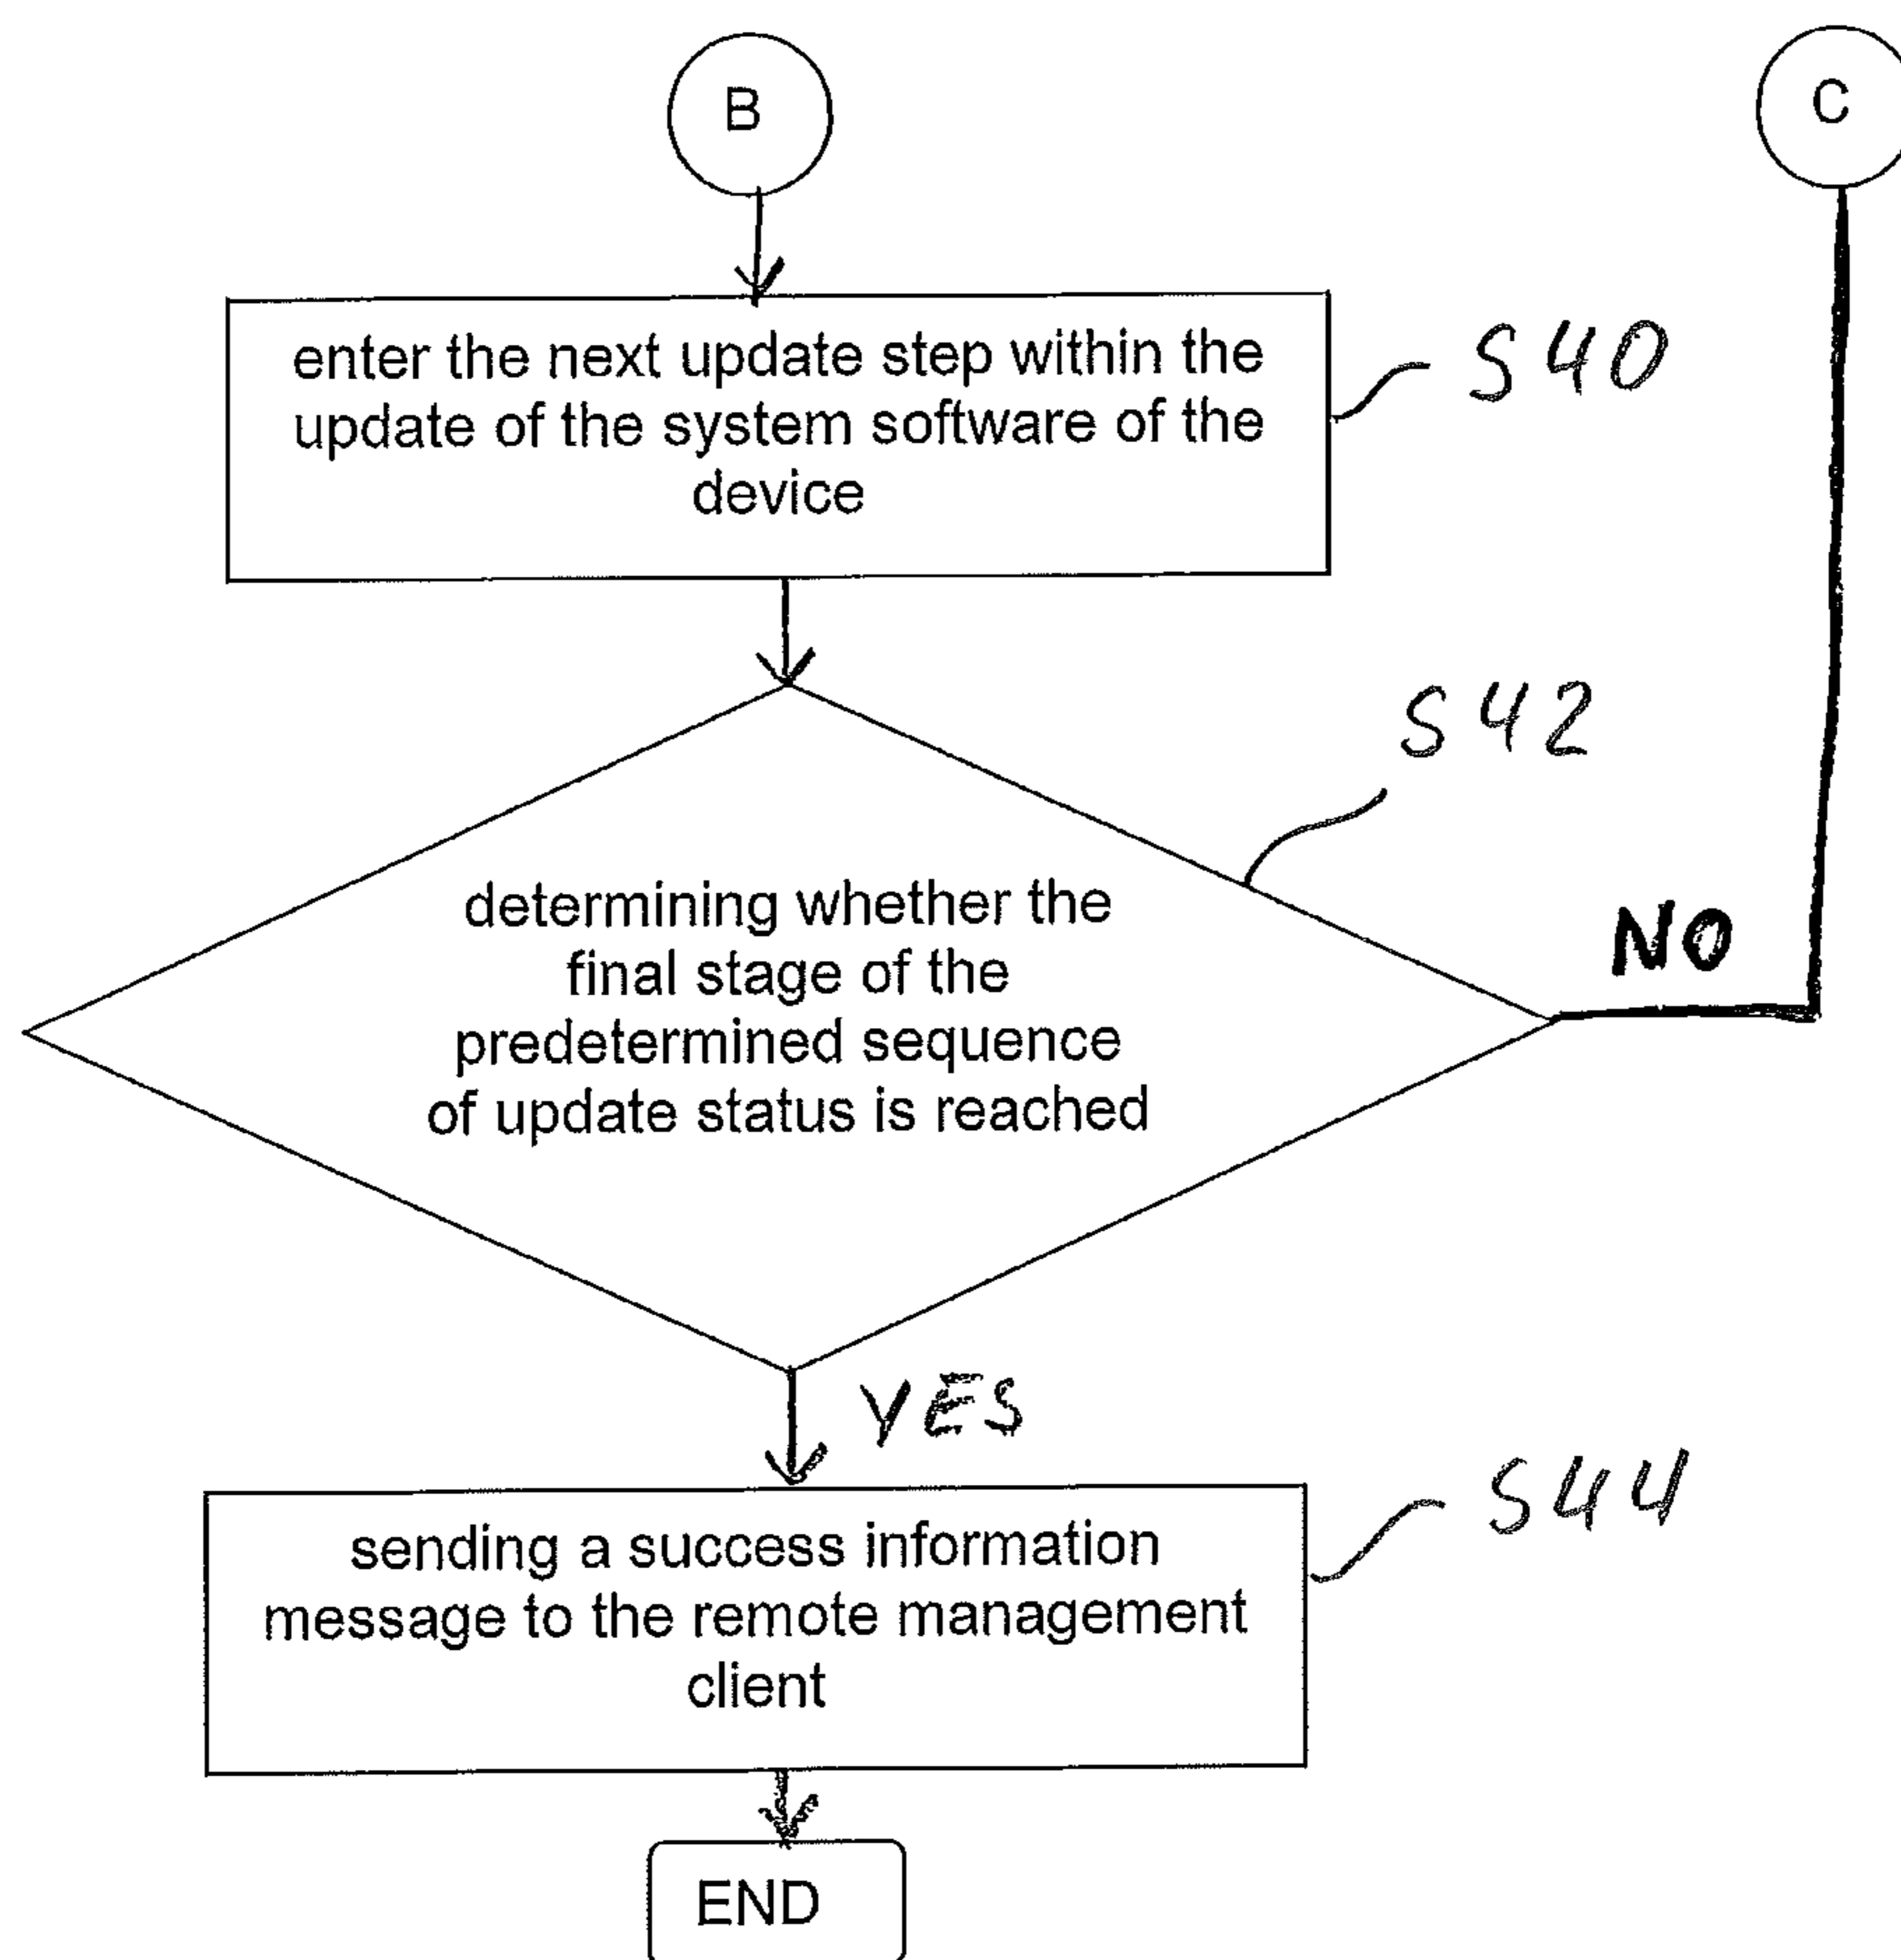 B
C
enter the next update step within the
update of the system software of the
device
S40
S42
determining whether the
final stage of the
predetermined sequence
of update status is reached
NO
YES
sending a success information
message to the remote management
client
S44
END